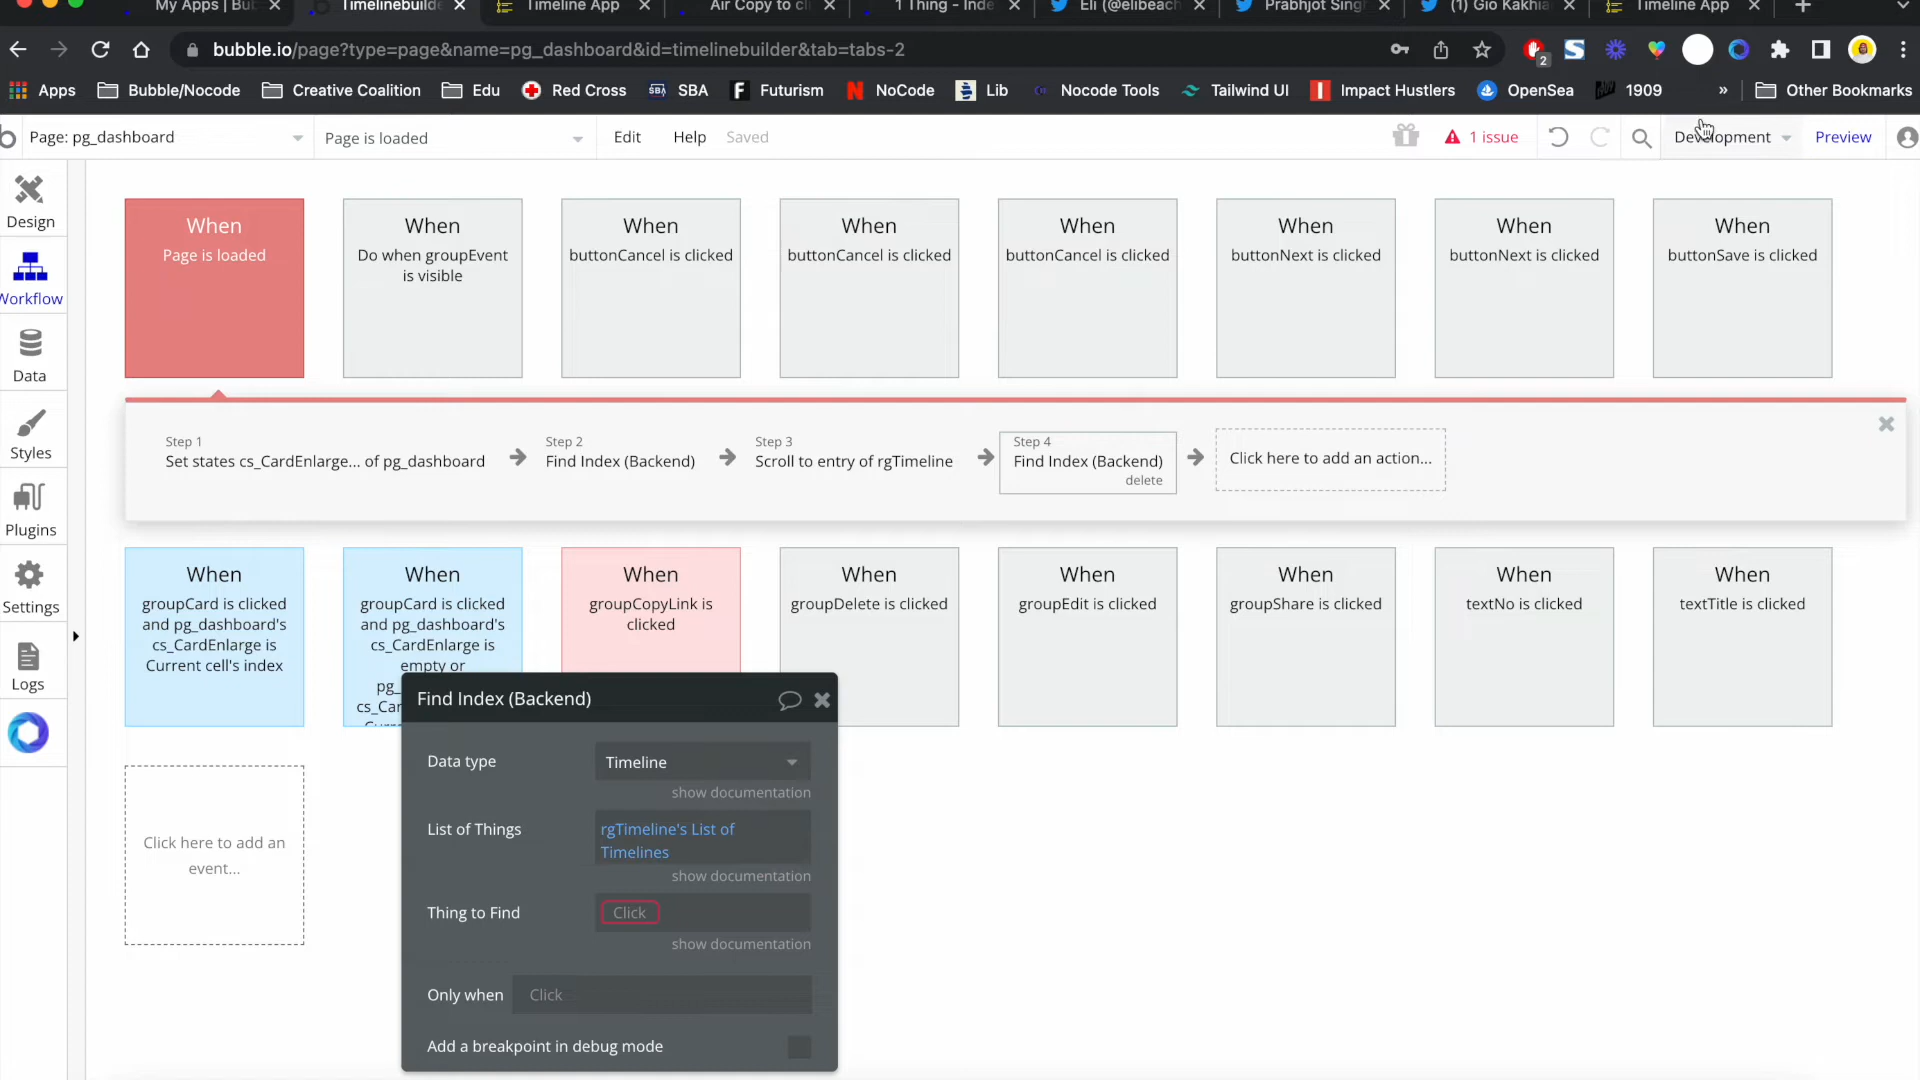 My Apps | Bub
Timelinebuilde
Timeline App
Air Copy to cl
1 Thing - Inde
Eli (@elibeach
Prabhjot Sing
(1) Gio Kakhia
Timeline App
bubble.io/page?type=page&name=pg_dashboard&id=timelinebuilder&tab=tabs-2
2
Apps
Bubble/Nocode
Creative Coalition
Edu
Red Cross
SBA
SBA
Futurism
NoCode
Lib
Nocode Tools
Tailwind UI
Impact Hustlers
OpenSea
1909
»
Other Bookmarks
Page: pg_dashboard
Page is loaded
Edit
Help
Saved
1 issue
Development
Preview
Design
Workflow
Data
Styles
Plugins
Settings
Logs
When
Page is loaded
When
Do when groupEvent
is visible
When
buttonCancel is clicked
When
buttonCancel is clicked
When
buttonCancel is clicked
When
buttonNext is clicked
When
buttonNext is clicked
When
buttonSave is clicked
Step 1
Set states cs_CardEnlarge... of pg_dashboard
Step 2
Find Index (Backend)
Step 3
Scroll to entry of rgTimeline
Step 4
Find Index (Backend)
delete
Click here to add an action...
When
groupCard is clicked
and pg_dashboard's
cs_CardEnlarge is
Current cell's index
When
groupCard is clicked
and pg_dashboard's
cs_CardEnlarge is
empty or
pg_
cs_Car
When
groupCopyLink is
clicked
When
groupDelete is clicked
When
groupEdit is clicked
When
groupShare is clicked
When
textNo is clicked
When
textTitle is clicked
Click here to add an
event...
Find Index (Backend)
Data type
Timeline
show documentation
List of Things
rgTimeline's List of
Timelines
show documentation
Thing to Find
Click
show documentation
Only when
Click
Add a breakpoint in debug mode